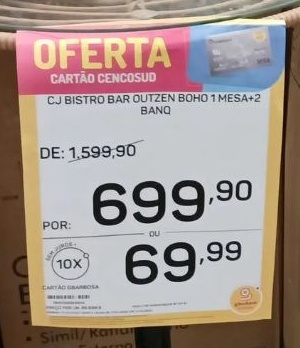 OFERTA
CARTÃO CENCOSUD
CJ BISTRO BAR OUTZEN BOHO 1 MESA+2
BANQ
DE: 1.599,90
POR: 699,90
OU
SEM JUROS
10X 69,99
CARTÃO GBARBOSA